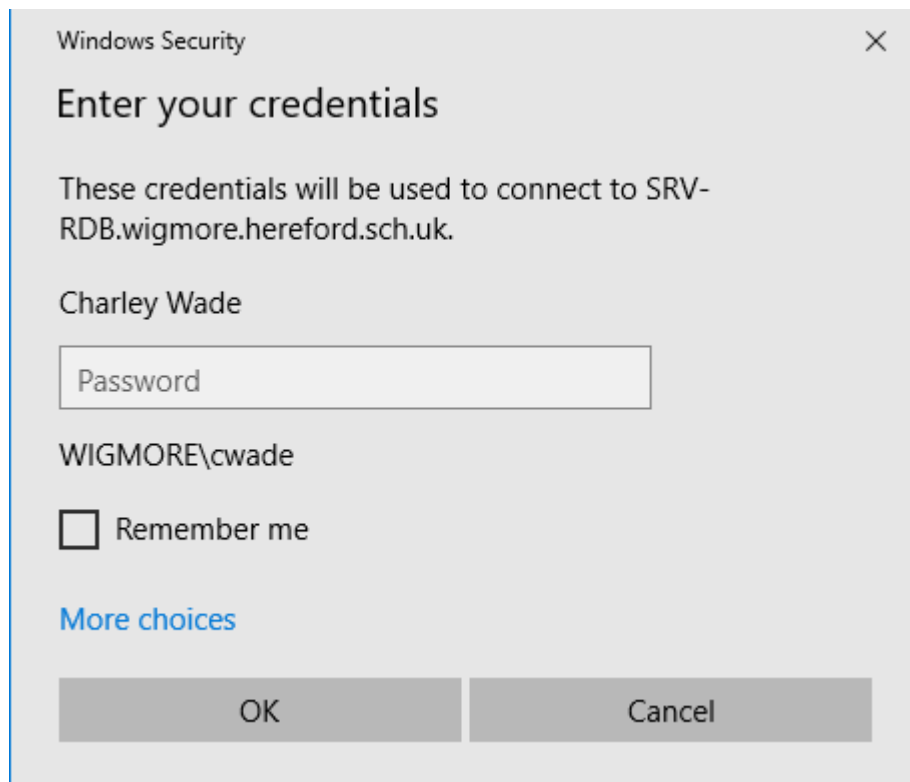 Windows Security
Enter your credentials
These credentials will be used to connect to SRV-
RDB.wigmore.hereford.sch.uk.
Charley Wade
Password
WIGMORE\cwade
Remember me
More choices
OK
Cancel